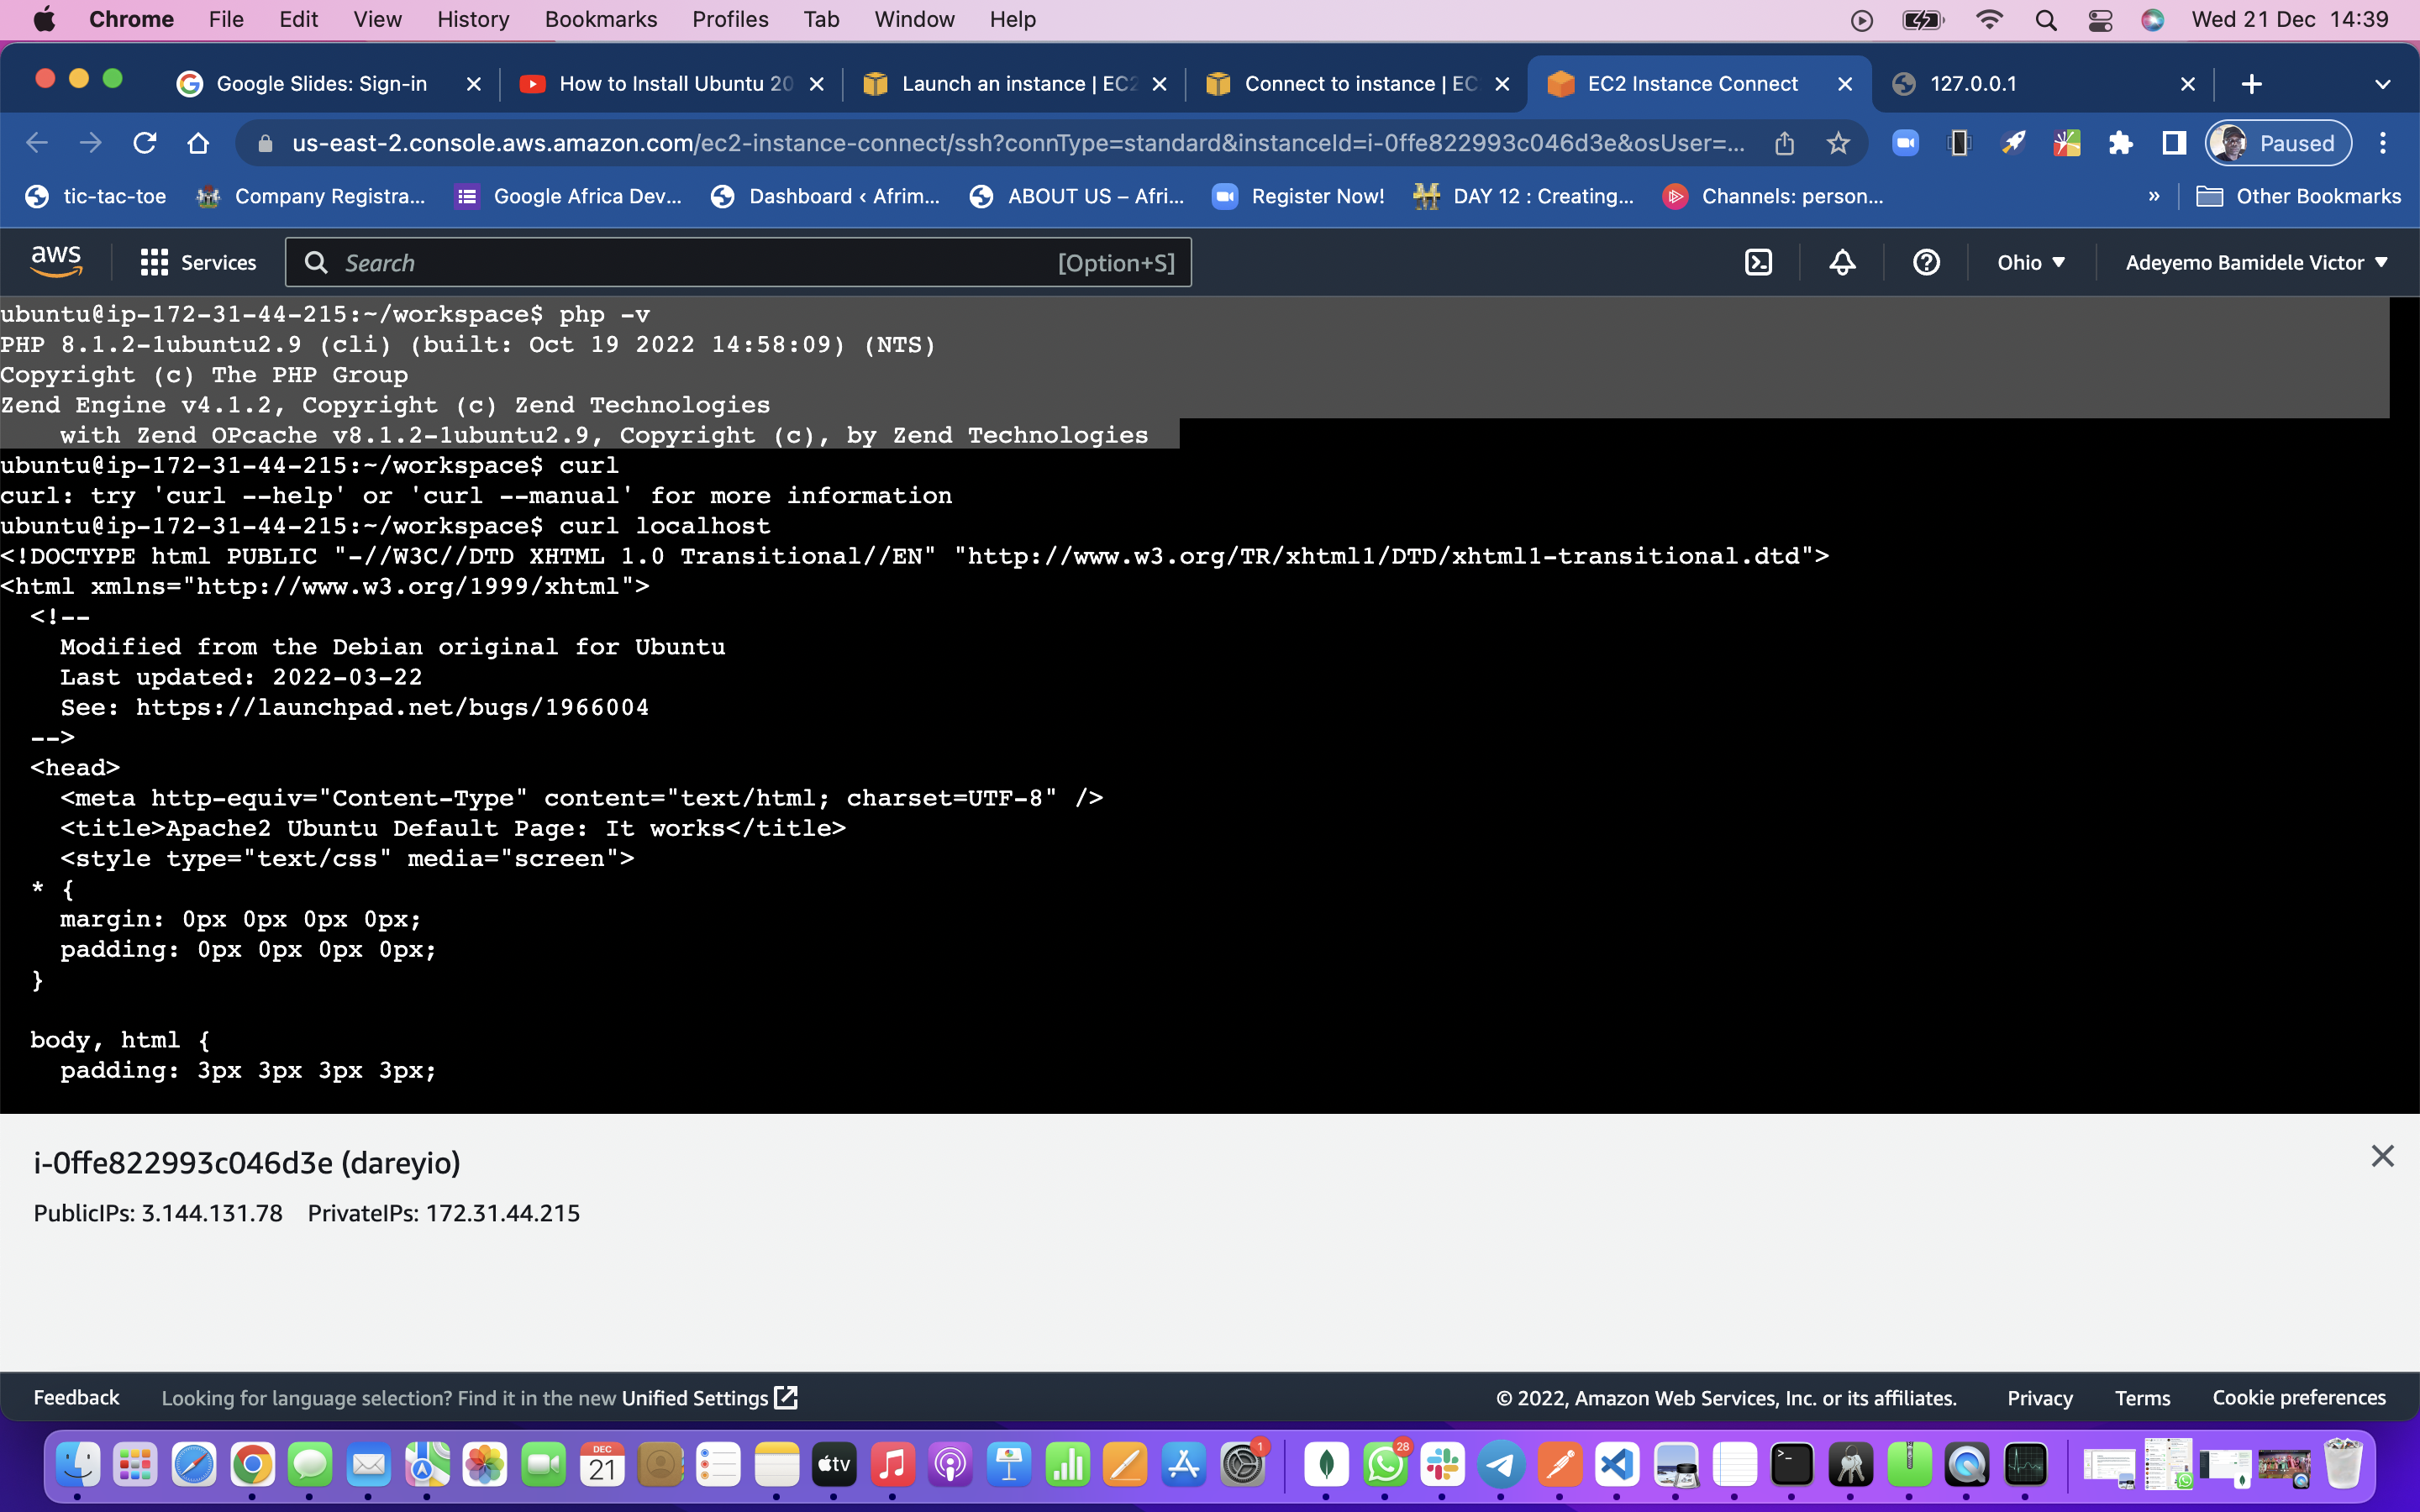 Chrome File Edit View History Bookmarks Profiles Tab Window Help Wed 21 Dec 14:39
Google Slides: Sign-in How to Install Ubuntu 20 Launch an instance | EC2 Connect to instance | EC EC2 Instance Connect 127.0.0.1
us-east-2.console.aws.amazon.com/ec2-instance-connect/ssh?connType=standard&instanceId=i-0ffe822993c046d3e&osUser=... Paused
tic-tac-toe Company Registra... Google Africa Dev... Dashboard ‹ Afrim... ABOUT US – Afri... Register Now! DAY 12 : Creating... Channels: person... » Other Bookmarks
aws Services Search [Option+S] Ohio Adeyemo Bamidele Victor
ubuntu@ip-172-31-44-215:~/workspace$ php -v
PHP 8.1.2-1ubuntu2.9 (cli) (built: Oct 19 2022 14:58:09) (NTS)
Copyright (c) The PHP Group
Zend Engine v4.1.2, Copyright (c) Zend Technologies
    with Zend OPcache v8.1.2-1ubuntu2.9, Copyright (c), by Zend Technologies
ubuntu@ip-172-31-44-215:~/workspace$ curl
curl: try 'curl --help' or 'curl --manual' for more information
ubuntu@ip-172-31-44-215:~/workspace$ curl localhost
<!DOCTYPE html PUBLIC "-//W3C//DTD XHTML 1.0 Transitional//EN" "http://www.w3.org/TR/xhtml1/DTD/xhtml1-transitional.dtd">
<html xmlns="http://www.w3.org/1999/xhtml">
  <!--
    Modified from the Debian original for Ubuntu
    Last updated: 2022-03-22
    See: https://launchpad.net/bugs/1966004
  -->
  <head>
    <meta http-equiv="Content-Type" content="text/html; charset=UTF-8" />
    <title>Apache2 Ubuntu Default Page: It works</title>
    <style type="text/css" media="screen">
  * {
    margin: 0px 0px 0px 0px;
    padding: 0px 0px 0px 0px;
  }
  body, html {
    padding: 3px 3px 3px 3px;
i-0ffe822993c046d3e (dareyio)
PublicIPs: 3.144.131.78 PrivateIPs: 172.31.44.215
Feedback Looking for language selection? Find it in the new Unified Settings © 2022, Amazon Web Services, Inc. or its affiliates. Privacy Terms Cookie preferences
DEC 21 tv 1 28